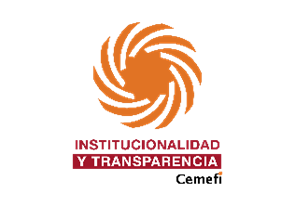 INSTITUCIONALIDAD
Y TRANSPARENCIA
Cemefi